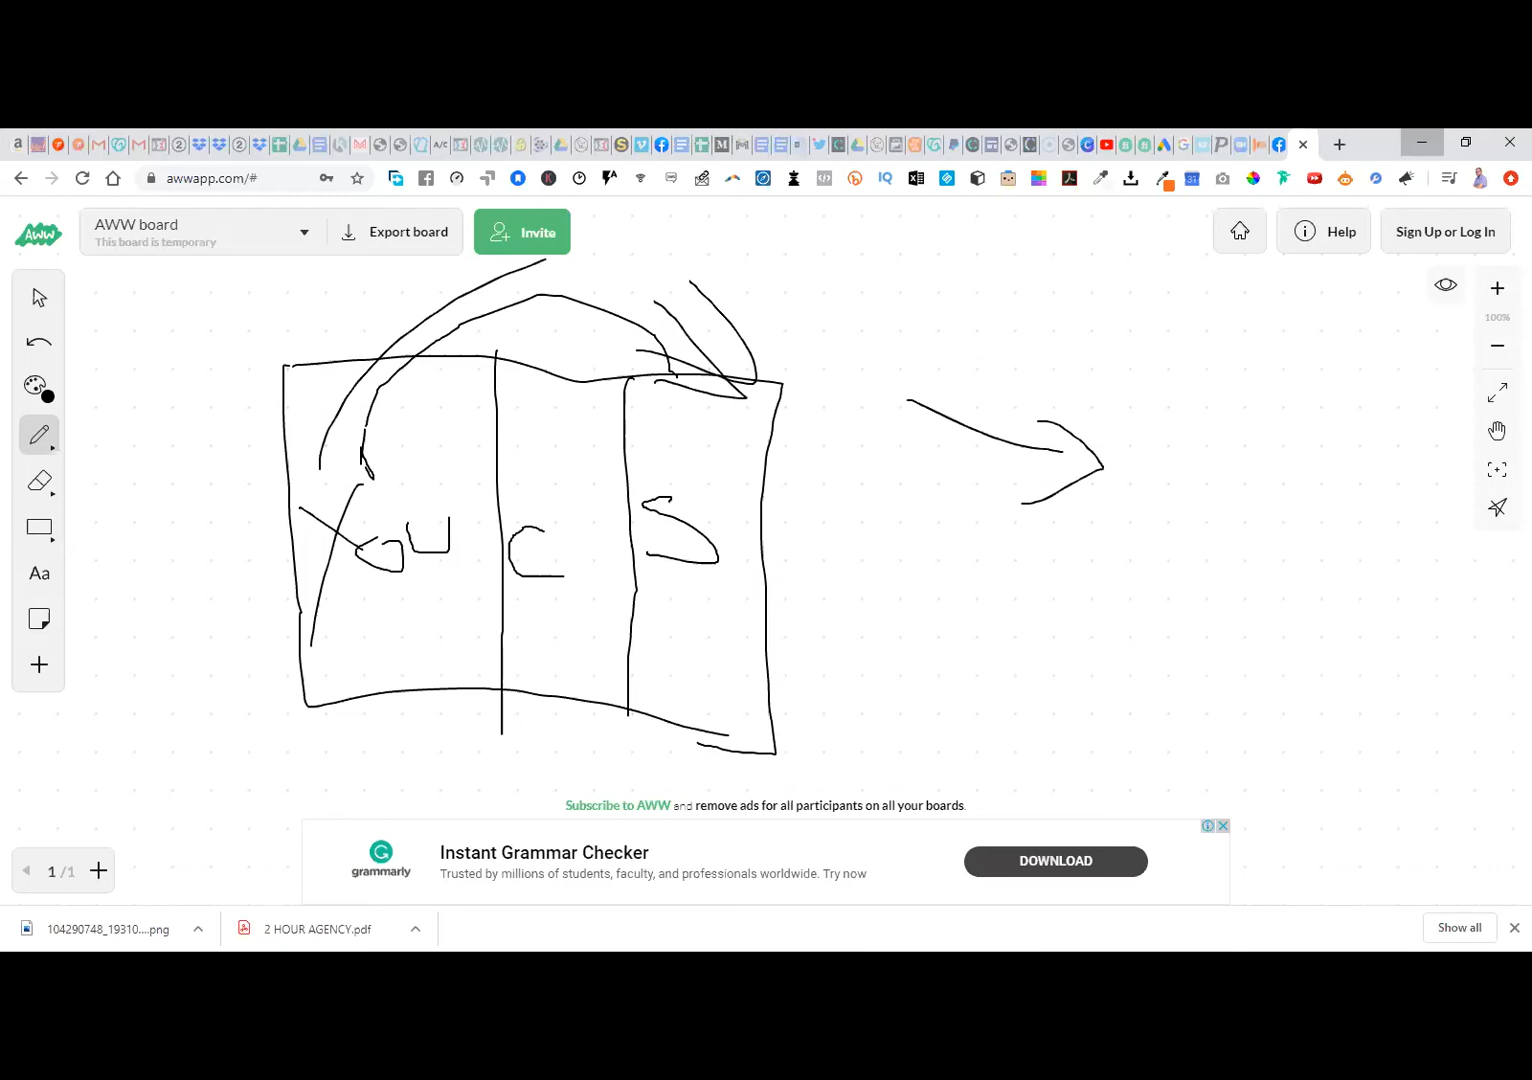 A/C
awwapp.com/#
IQ
AWW
AWW board
This board is temporary
Export board
Invite
Help
Sign Up or Log In
100%
Aa
C
Subscribe to AWW and remove ads for all participants on all your boards.
grammarly
Instant Grammar Checker
Trusted by millions of students, faculty, and professionals worldwide. Try now
DOWNLOAD
1 /1
104290748_19310....png
2 HOUR AGENCY.pdf
Show all